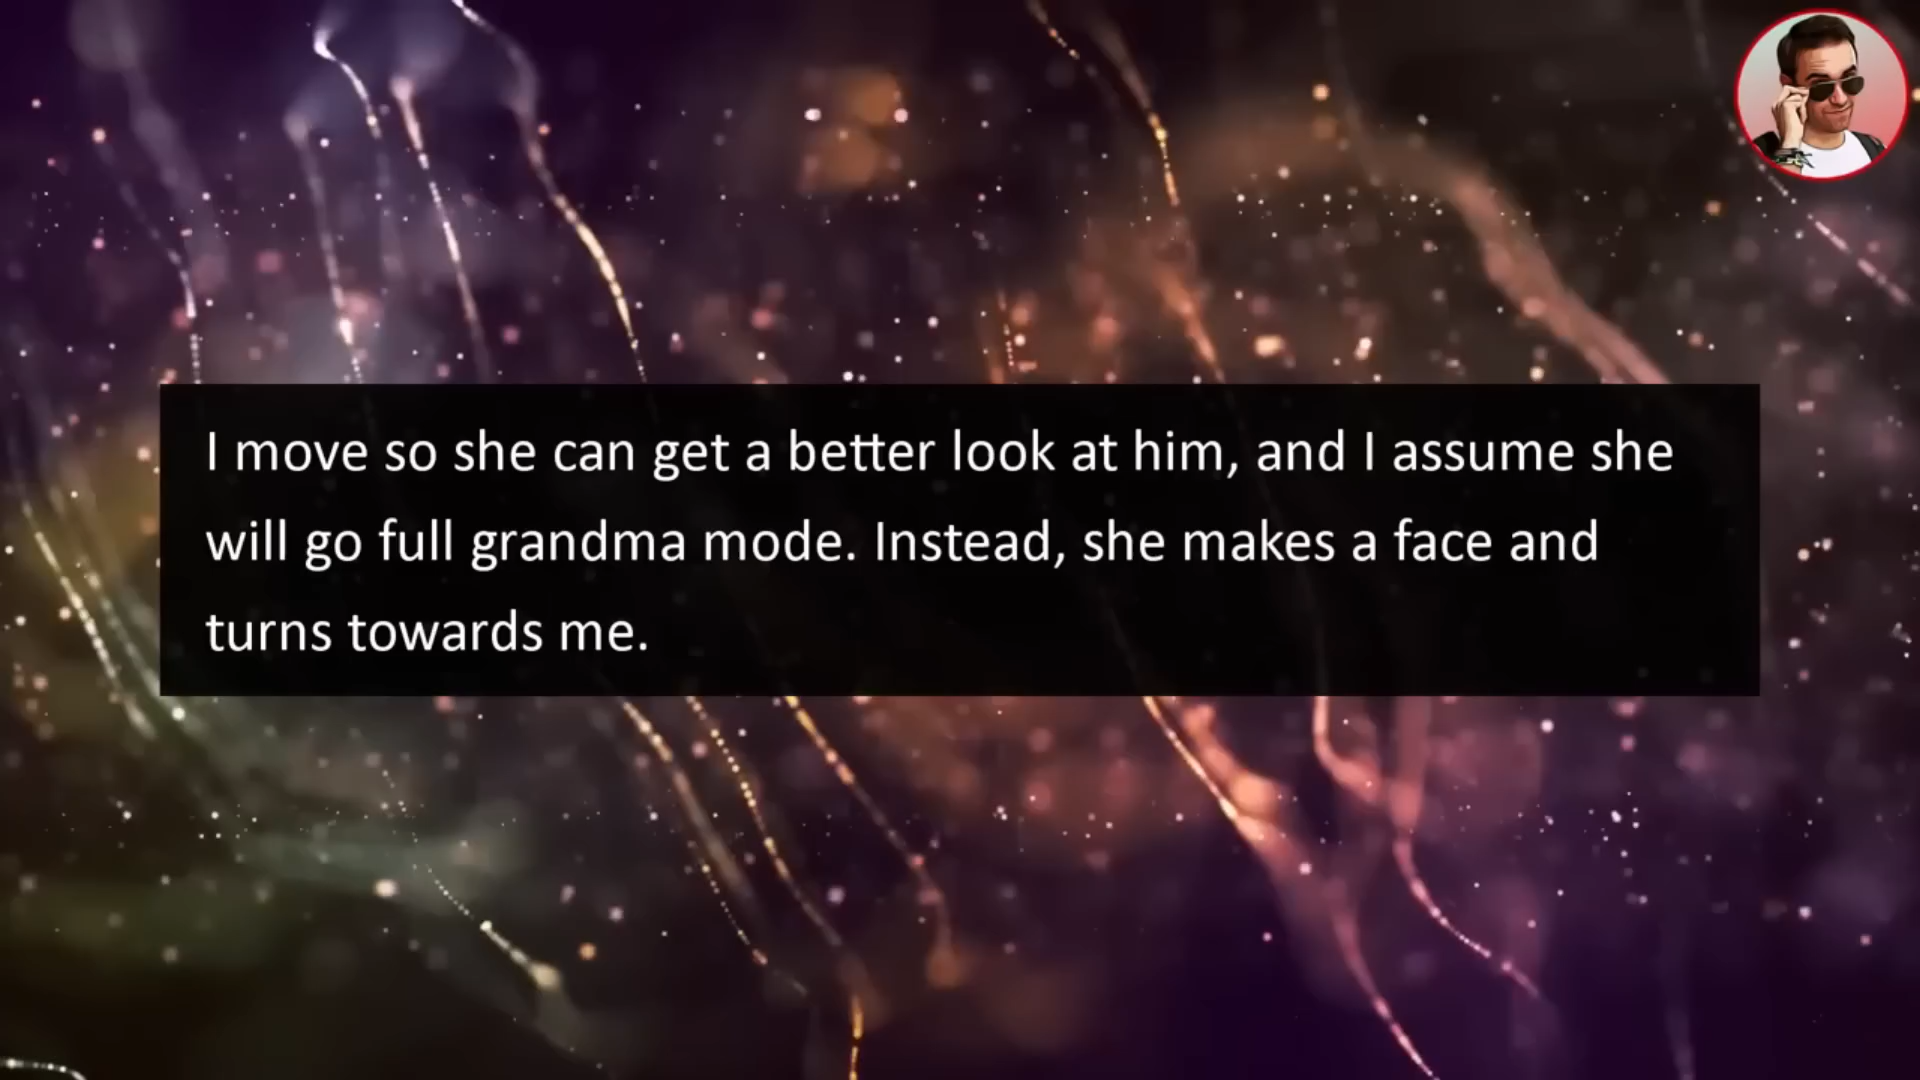 I move so she can get a better look at him, and I assume she
will go full grandma mode. Instead, she makes a face and
turns towards me.